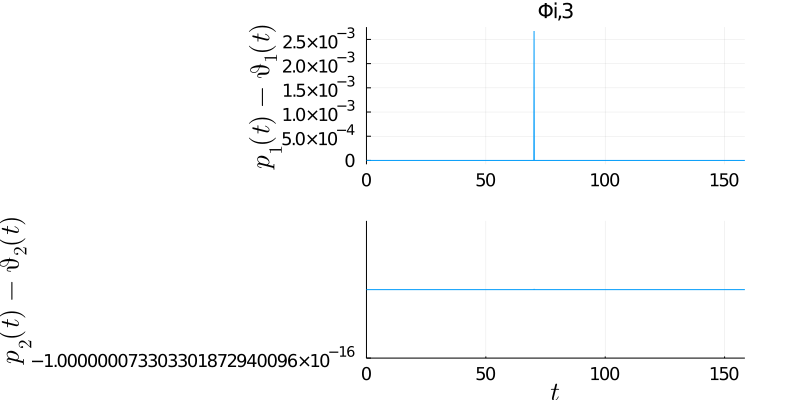 Φi,3
p₁(t) − ϑ₁(t)
2.5×10⁻³
2.0×10⁻³
1.5×10⁻³
1.0×10⁻³
5.0×10⁻⁴
0
0 50 100 150
p₂(t) − ϑ₂(t)
−1.0000000733033018729400​96×10⁻¹⁶
0 50 100 150
t